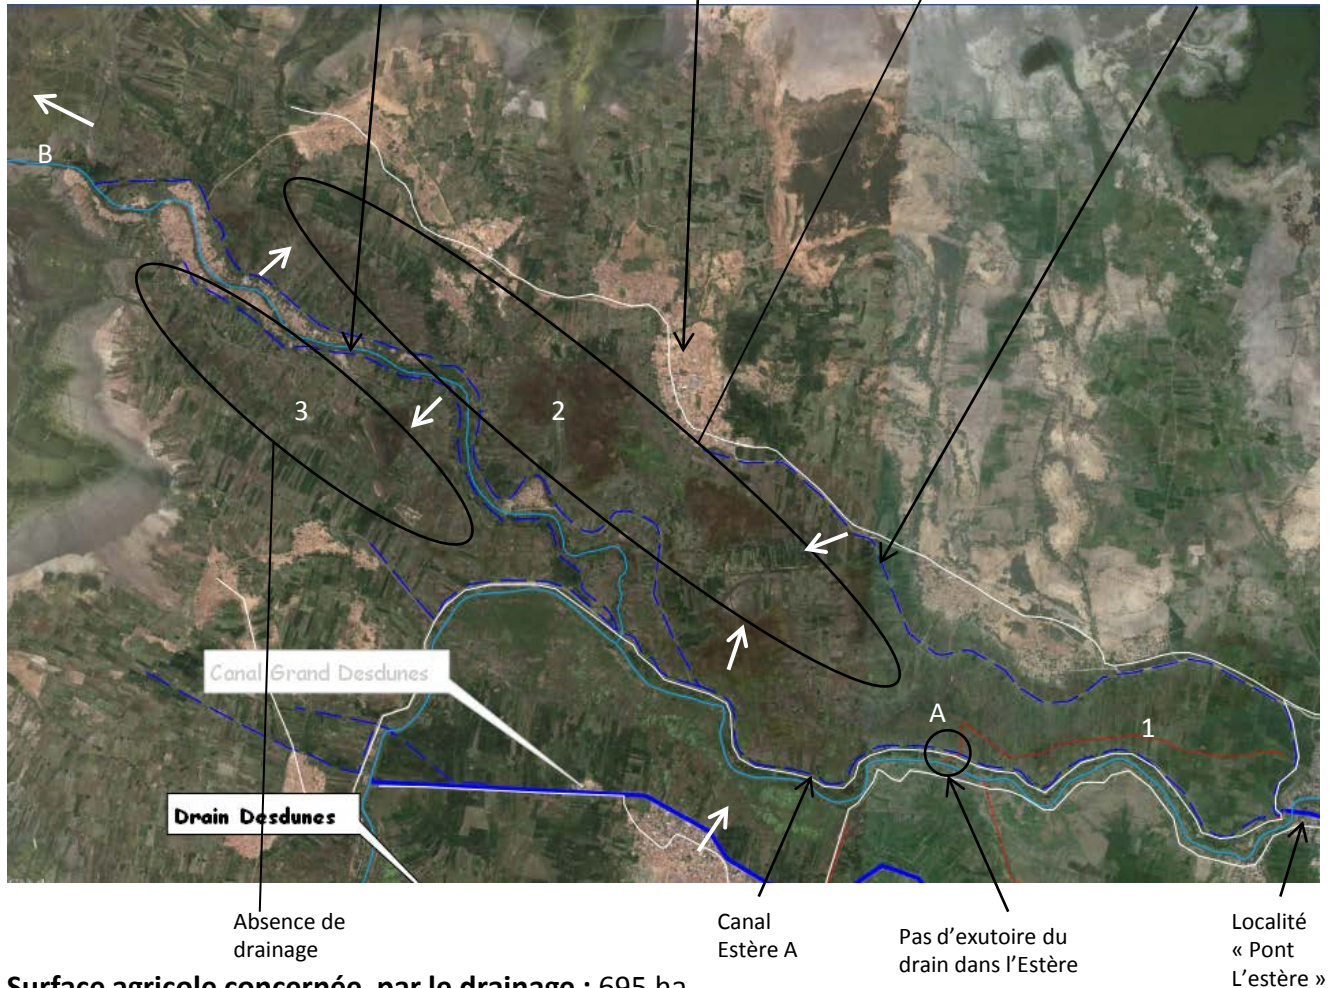 B
3
2
Canal Grand Desdunes
A
1
Drain Desdunes
Absence de
drainage
Canal
Estère A
Pas d’exutoire du
drain dans l’Estère
Localité
« Pont
L’estère »
Surface agricole concernée par le drainage : 695 ha